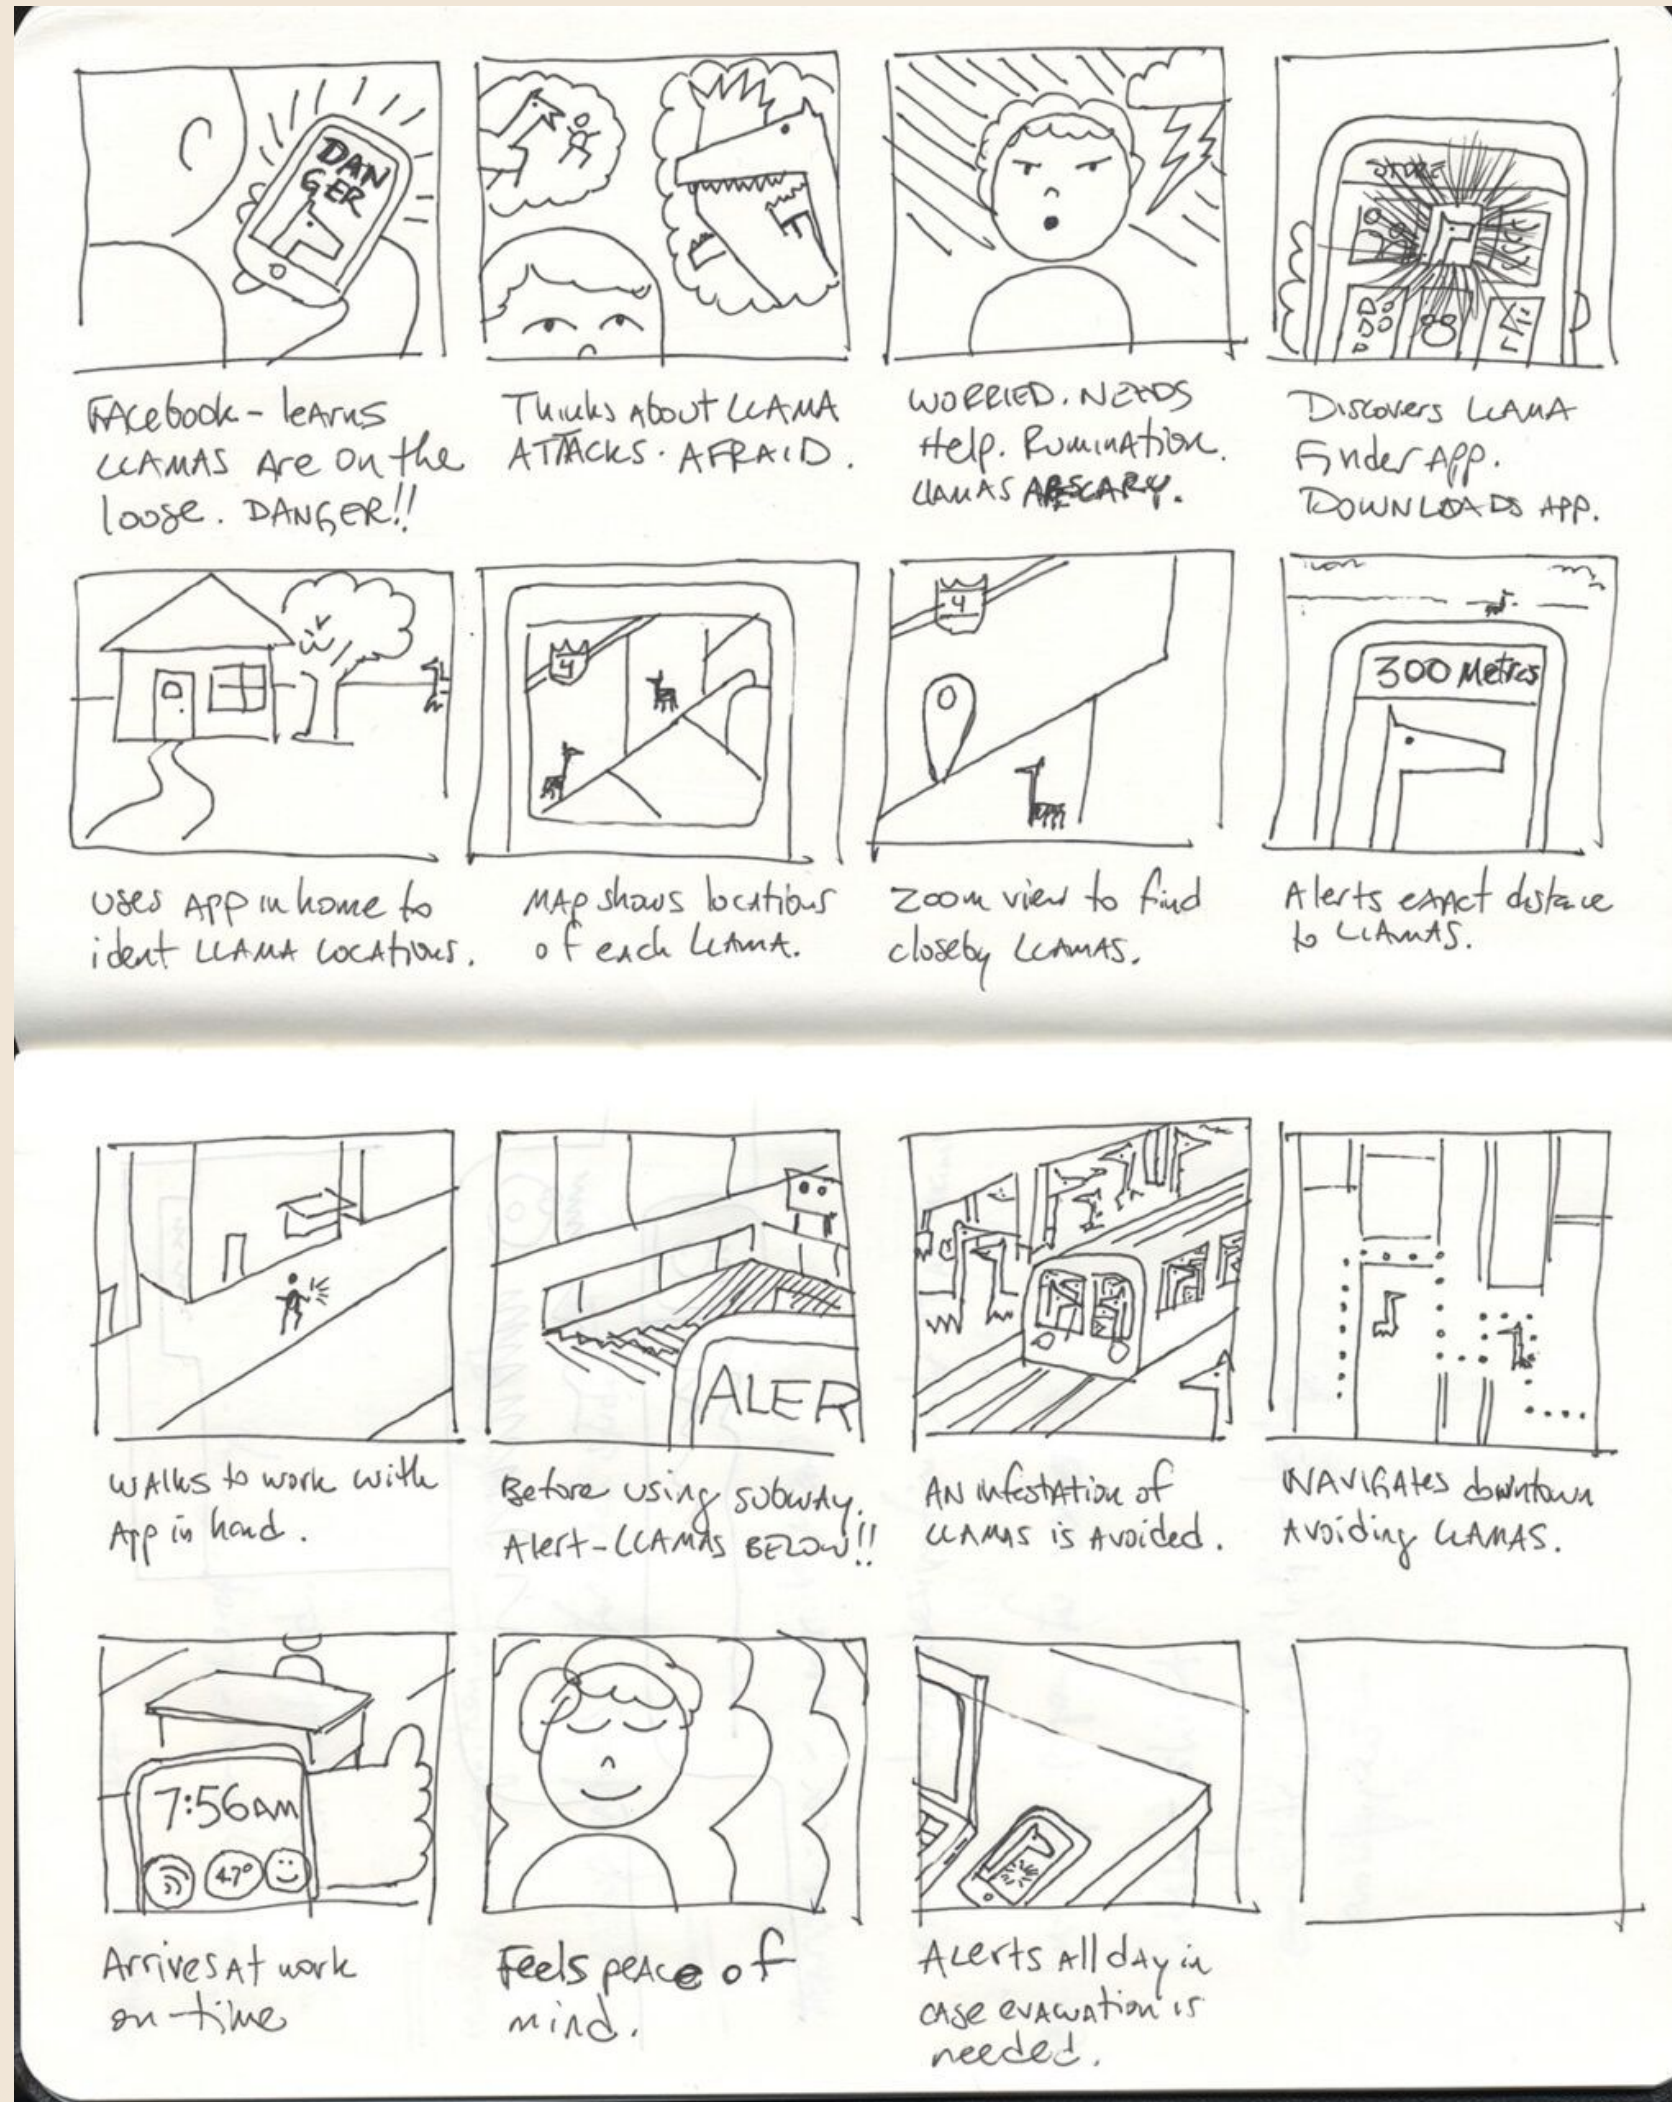 DAN
GER
STORE
FAcebook - leArns
LLAMAS Are on the
loose. DANGER!!
Thinks About LLAMA
ATTACKS. AFRAID.
WORRIED. NEEDS
Help. Rumination.
LLAMAS ARE SCARY.
Discovers LLAMA
Finder App.
DOWNLOADS APP.
4
4
300 Metres
Uses App in home to
ident LLAMA LOCATIONS.
MAp shows locations
of each LLAMA.
Zoom view to find
closeby LLAMAS.
Alerts exact distance
to LLAMAS.
ALER
WAlks to work with
App in hand.
Before using subwAy.
Alert-LLAMAS BELOW!!
AN infestAtion of
LLAMAS is Avoided.
NAViGAtes downtown
Avoiding LLAMAS.
7:56AM
47°
Arrives At work
on-time
Feels peAce of
mind.
ALerts All dAy in
cAse evAcuAtion is
needed.